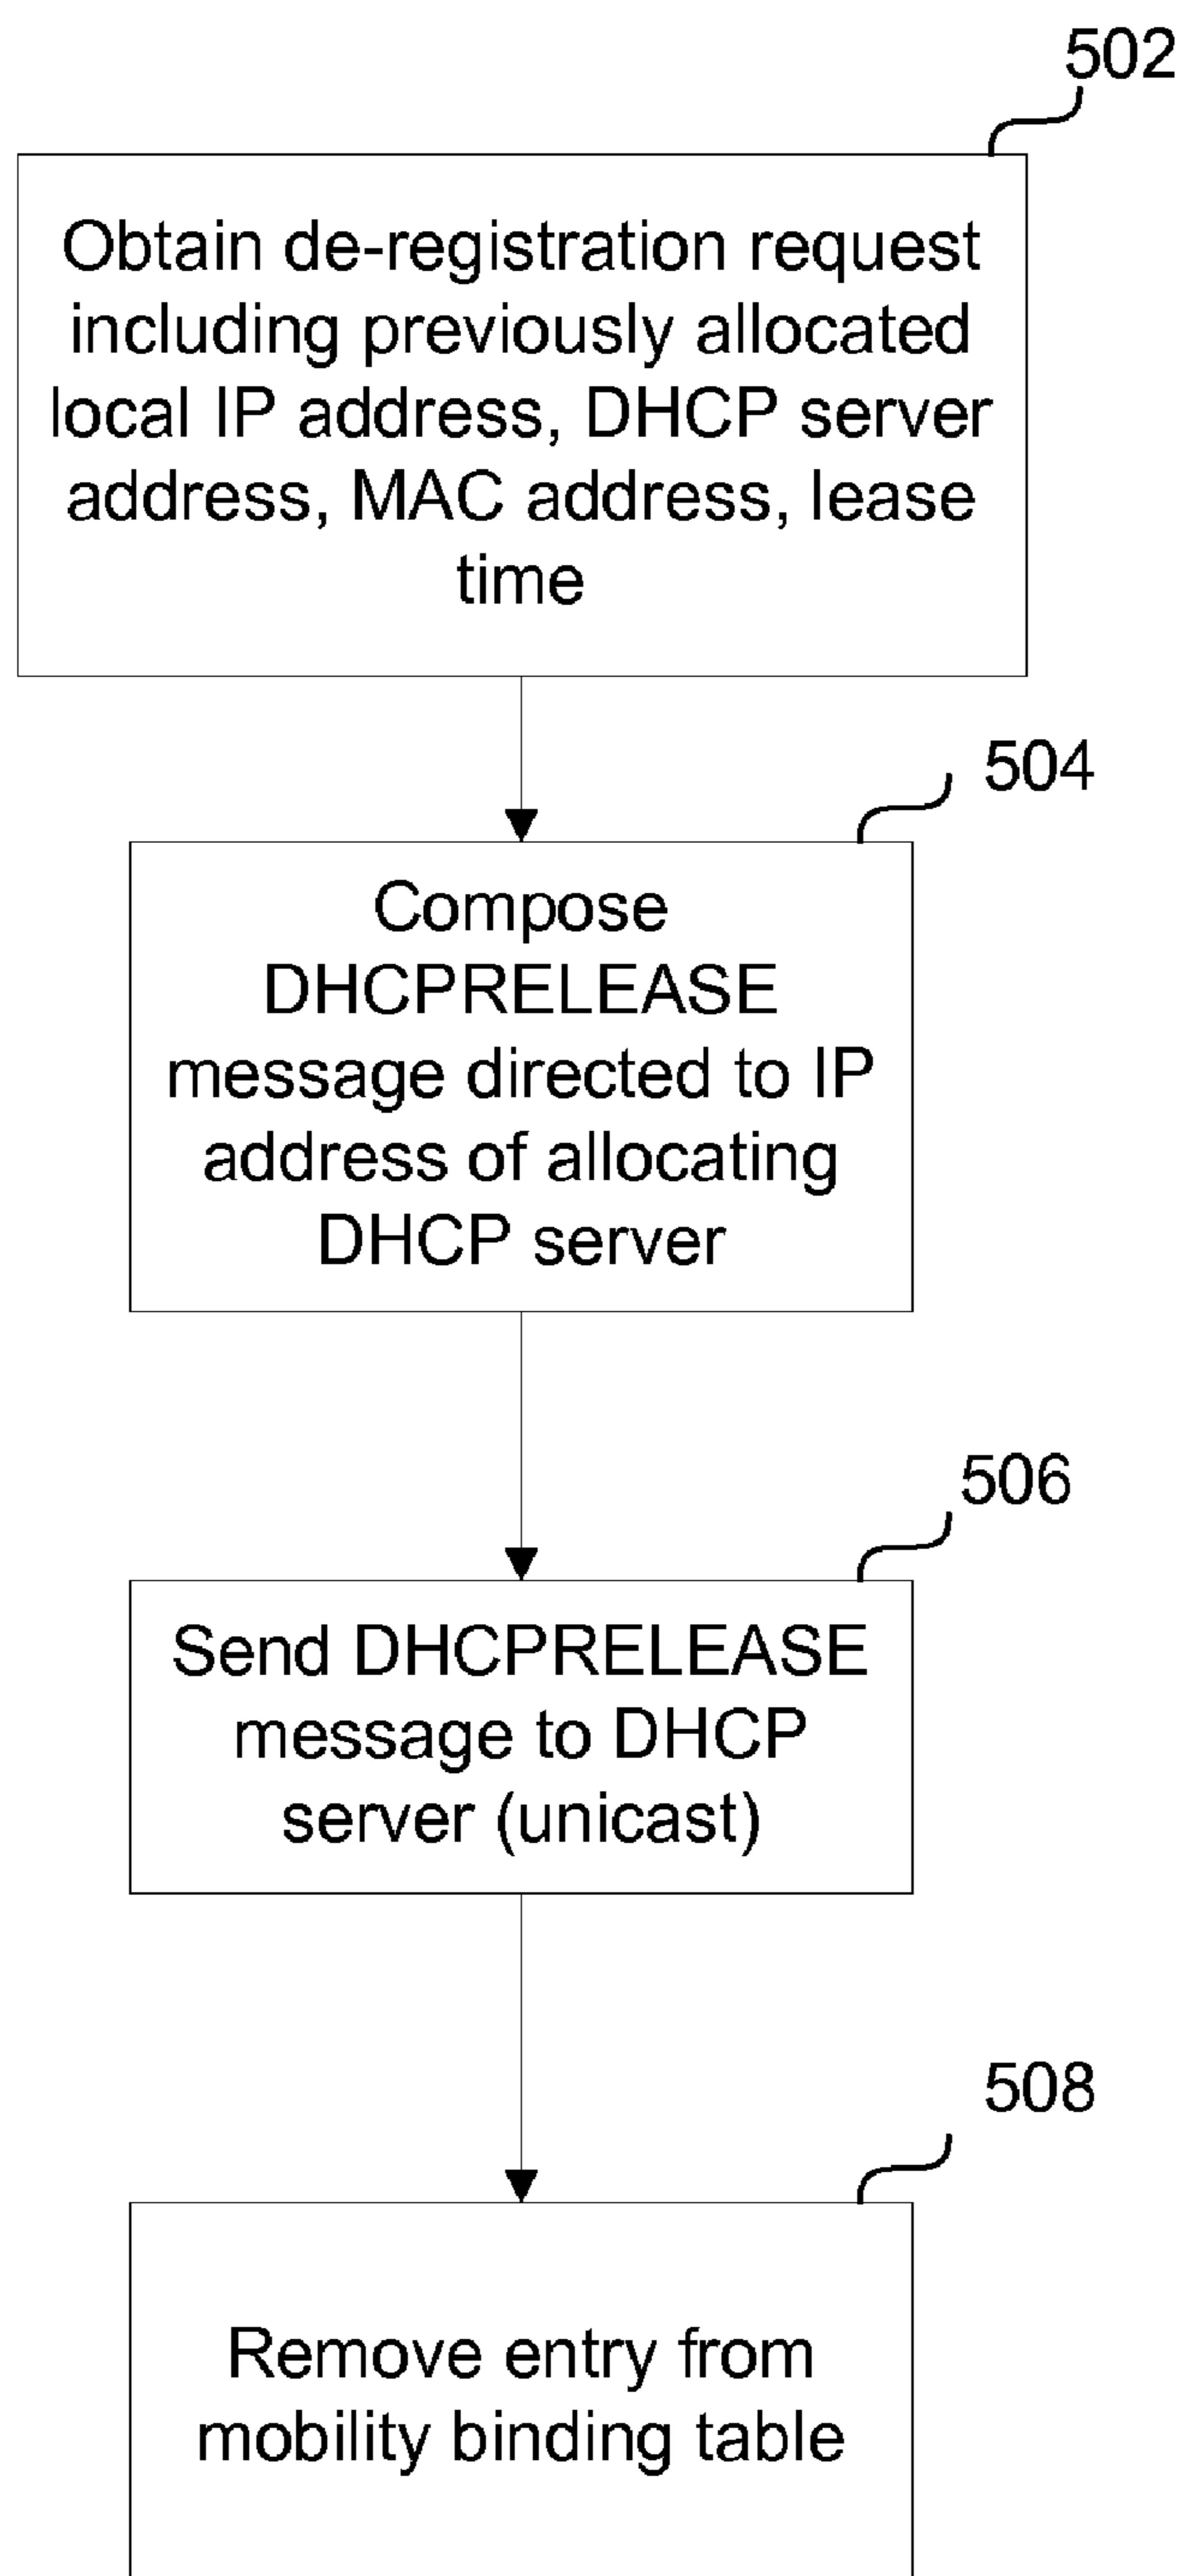 502
Obtain de-registration request
including previously allocated
local IP address, DHCP server
address, MAC address, lease
time
504
Compose
DHCPRELEASE
message directed to IP
address of allocating
DHCP server
506
Send DHCPRELEASE
message to DHCP
server (unicast)
508
Remove entry from
mobility binding table